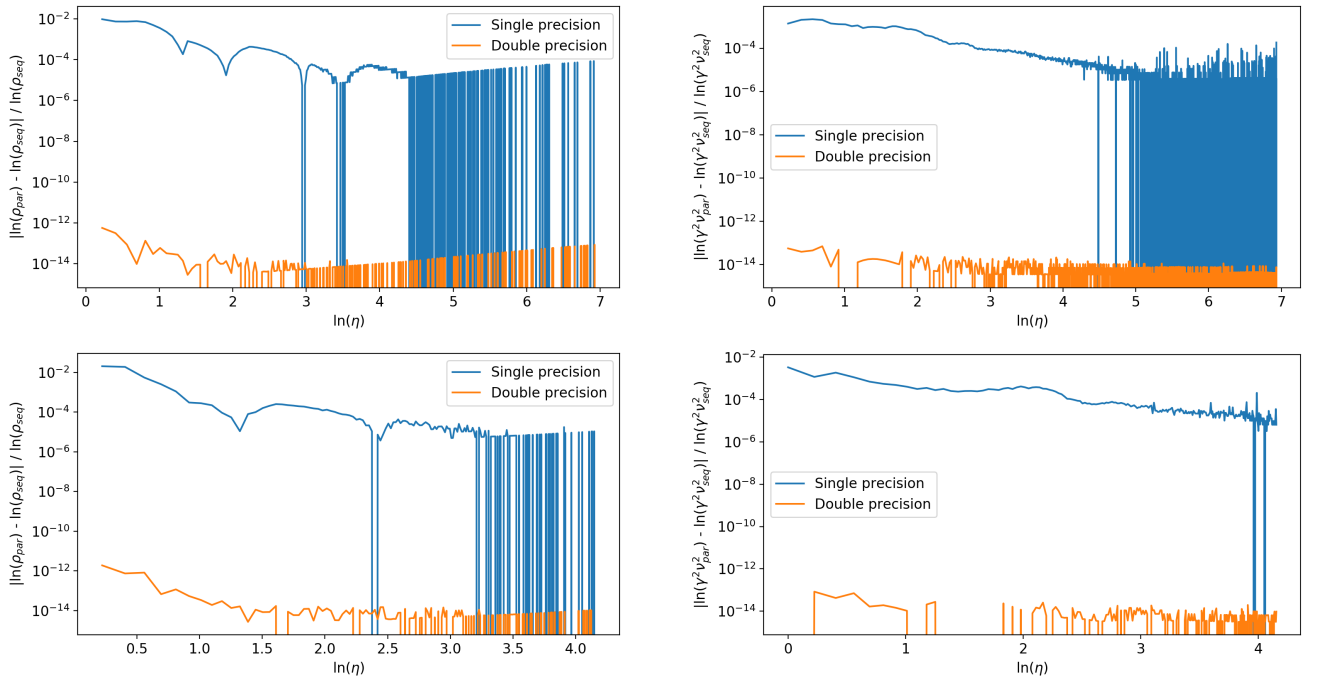 Single precision
Double precision
10⁻²
10⁻⁴
10⁻⁶
10⁻⁸
10⁻¹⁰
10⁻¹²
10⁻¹⁴
|ln(ρ_par) - ln(ρ_seq)| / ln(ρ_seq)
0 1 2 3 4 5 6 7
ln(η)
Single precision
Double precision
10⁻⁴
10⁻⁶
10⁻⁸
10⁻¹⁰
10⁻¹²
10⁻¹⁴
|ln(γ²ν²_par) - ln(γ²ν²_seq)| / ln(γ²ν²_seq)
0 1 2 3 4 5 6 7
ln(η)
Single precision
Double precision
10⁻²
10⁻⁴
10⁻⁶
10⁻⁸
10⁻¹⁰
10⁻¹²
10⁻¹⁴
|ln(ρ_par) - ln(ρ_seq)| / ln(ρ_seq)
0.5 1.0 1.5 2.0 2.5 3.0 3.5 4.0
ln(η)
Single precision
Double precision
10⁻²
10⁻⁴
10⁻⁶
10⁻⁸
10⁻¹⁰
10⁻¹²
10⁻¹⁴
|ln(γ²ν²_par) - ln(γ²ν²_seq)| / ln(γ²ν²_seq)
0 1 2 3 4
ln(η)